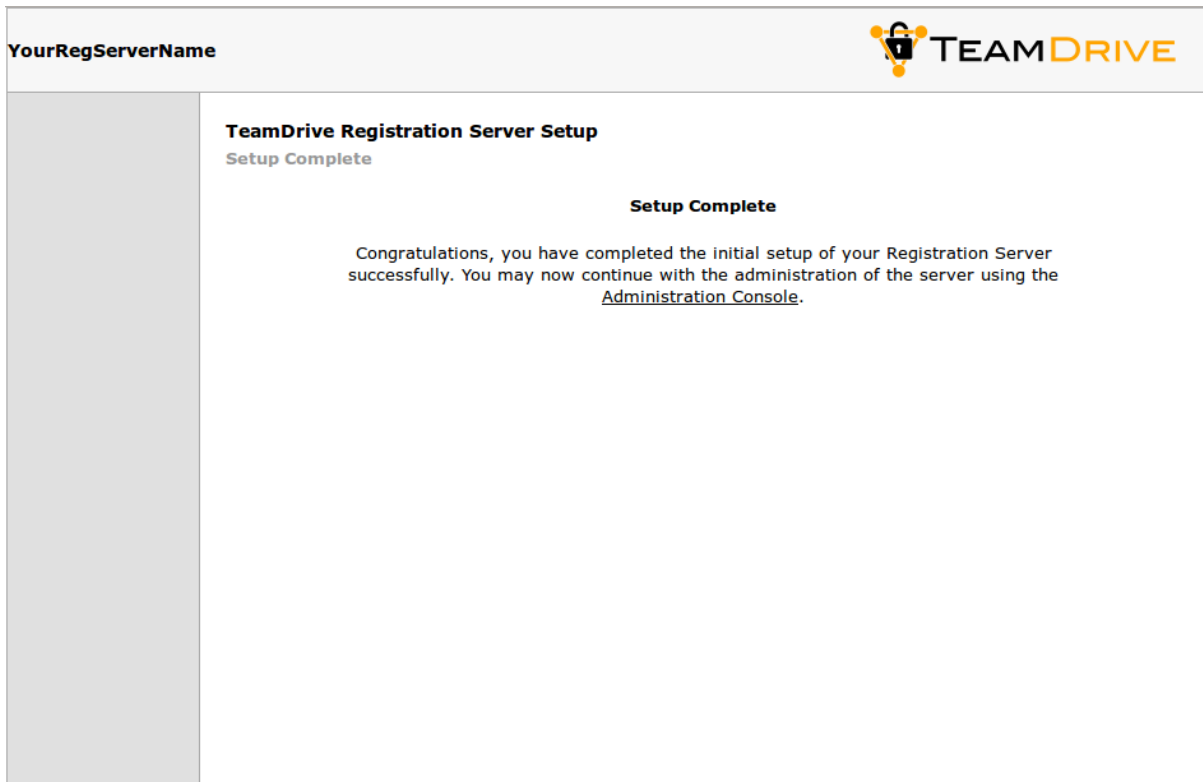 YourRegServerName
TEAMDRIVE
TeamDrive Registration Server Setup
Setup Complete
Setup Complete
Congratulations, you have completed the initial setup of your Registration Server
successfully. You may now continue with the administration of the server using the
Administration Console.